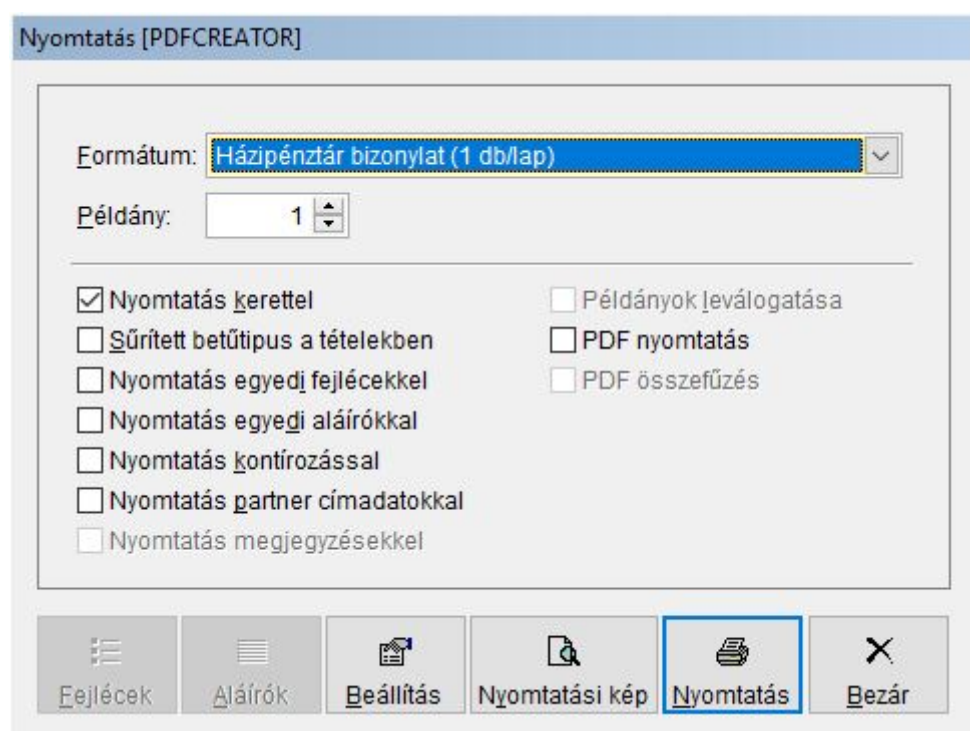 Nyomtatás [PDFCREATOR]
Formátum: Házipénztár bizonylat (1 db/lap)
Példány: 1
Nyomtatás kerettel
Példányok leválogatása
Sűrített betűtipus a tételekben
PDF nyomtatás
Nyomtatás egyedi fejlécekkel
PDF összefűzés
Nyomtatás egyedi aláírókkal
Nyomtatás kontírozással
Nyomtatás partner címadatokkal
Nyomtatás megjegyzésekkel
Fejlécek Aláírók Beállítás Nyomtatási kép Nyomtatás Bezár